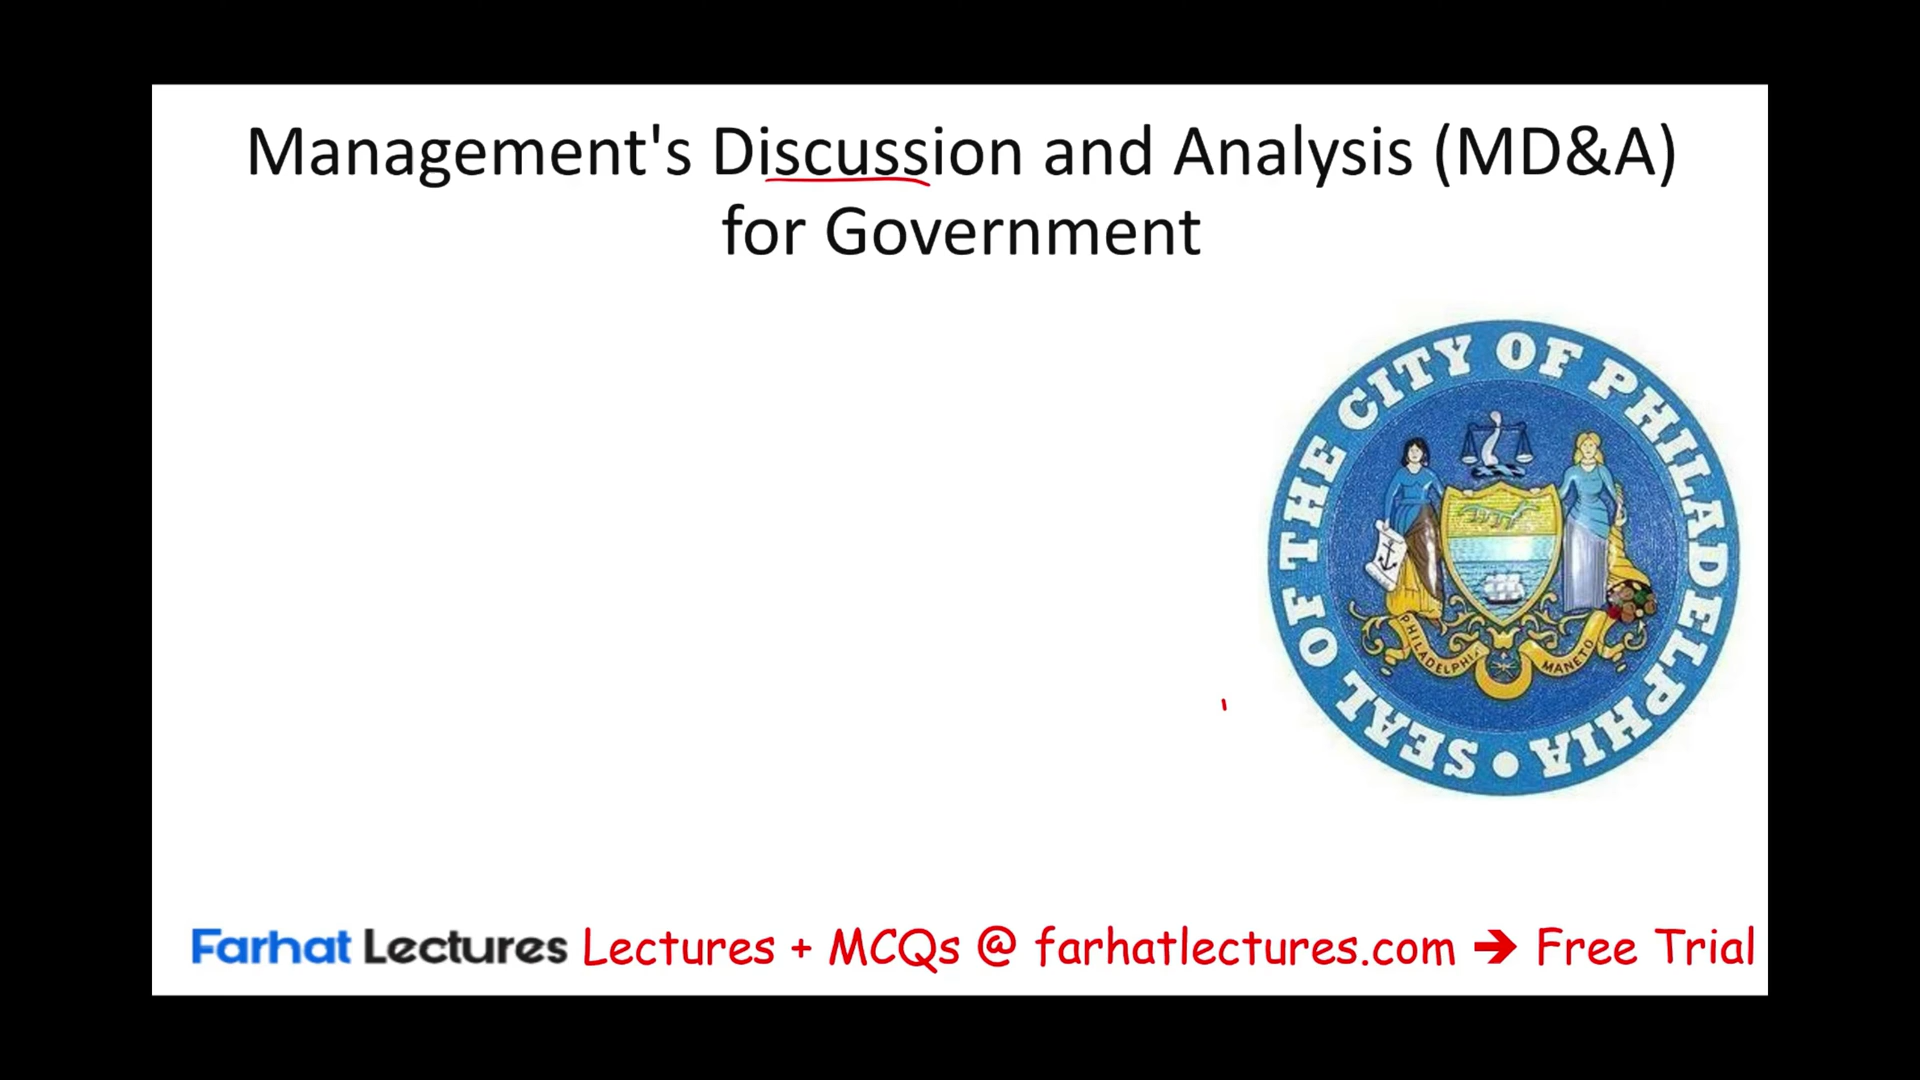 Management's Discussion and Analysis (MD&A)
for Government
SEAL OF THE CITY OF PHILADELPHIA
PHILADELPHIA MANETO
Farhat Lectures Lectures + MCQs @ farhatlectures.com ➔ Free Trial